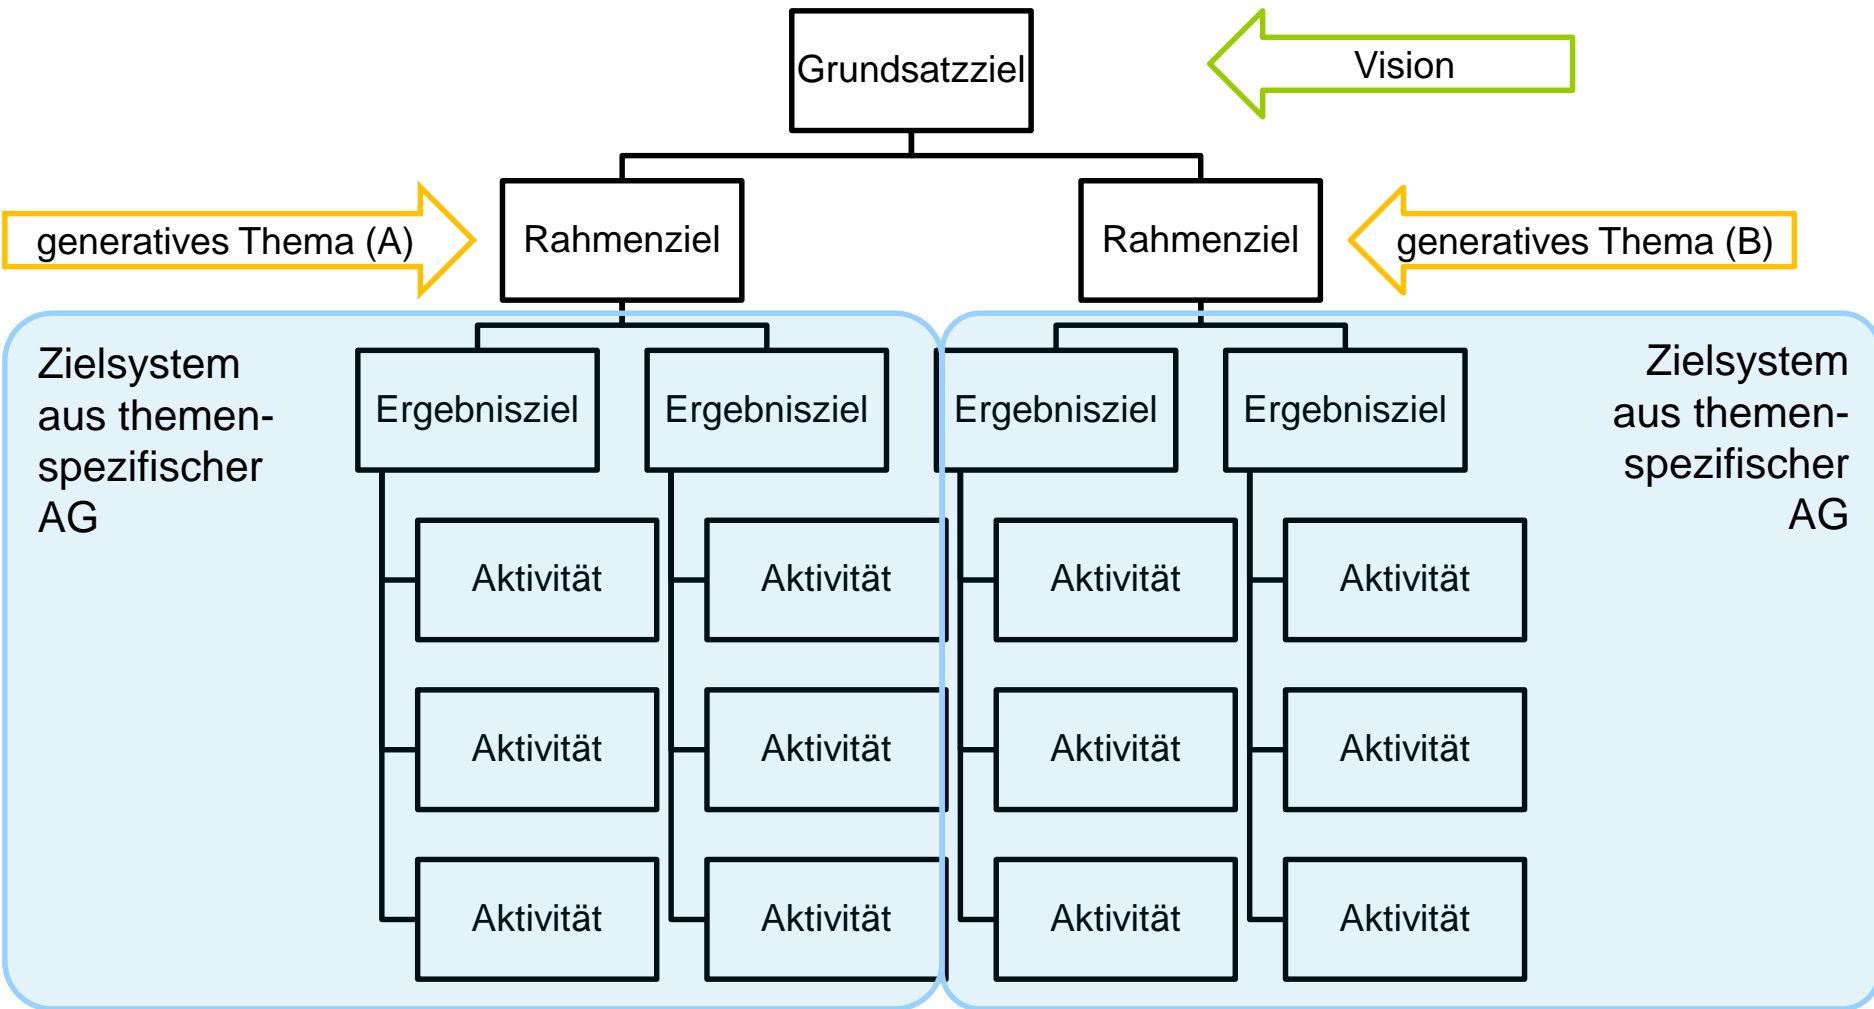 Grundsatzziel
Vision
generatives Thema (A)
Rahmenziel
Rahmenziel
generatives Thema (B)
Zielsystem
aus themen-
spezifischer
AG
Ergebnisziel
Ergebnisziel
Ergebnisziel
Ergebnisziel
Zielsystem
aus themen-
spezifischer
AG
Aktivität
Aktivität
Aktivität
Aktivität
Aktivität
Aktivität
Aktivität
Aktivität
Aktivität
Aktivität
Aktivität
Aktivität